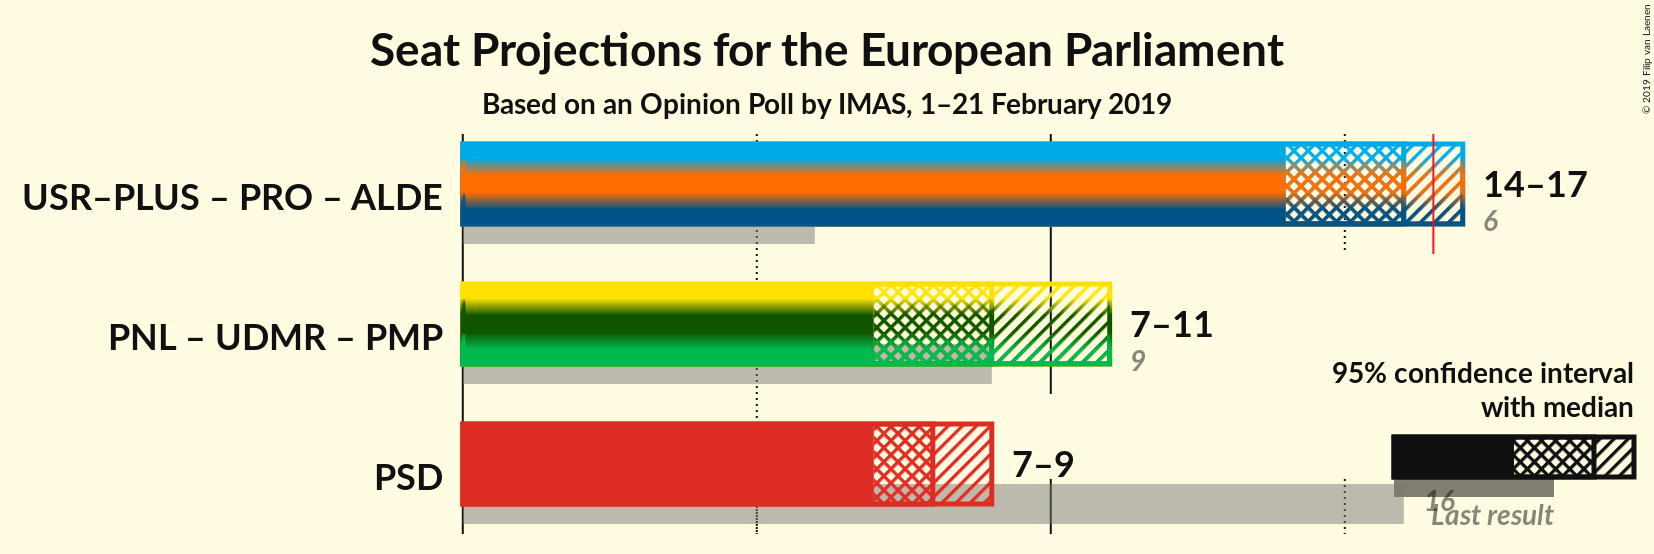 Seat Projections for the European Parliament
Based on an Opinion Poll by IMAS, 1–21 February 2019
© 2019 Filip van Laenen
USR–PLUS – PRO – ALDE
14–17
6
PNL – UDMR – PMP
7–11
9
95% confidence interval
with median
PSD
7–9
16
Last result